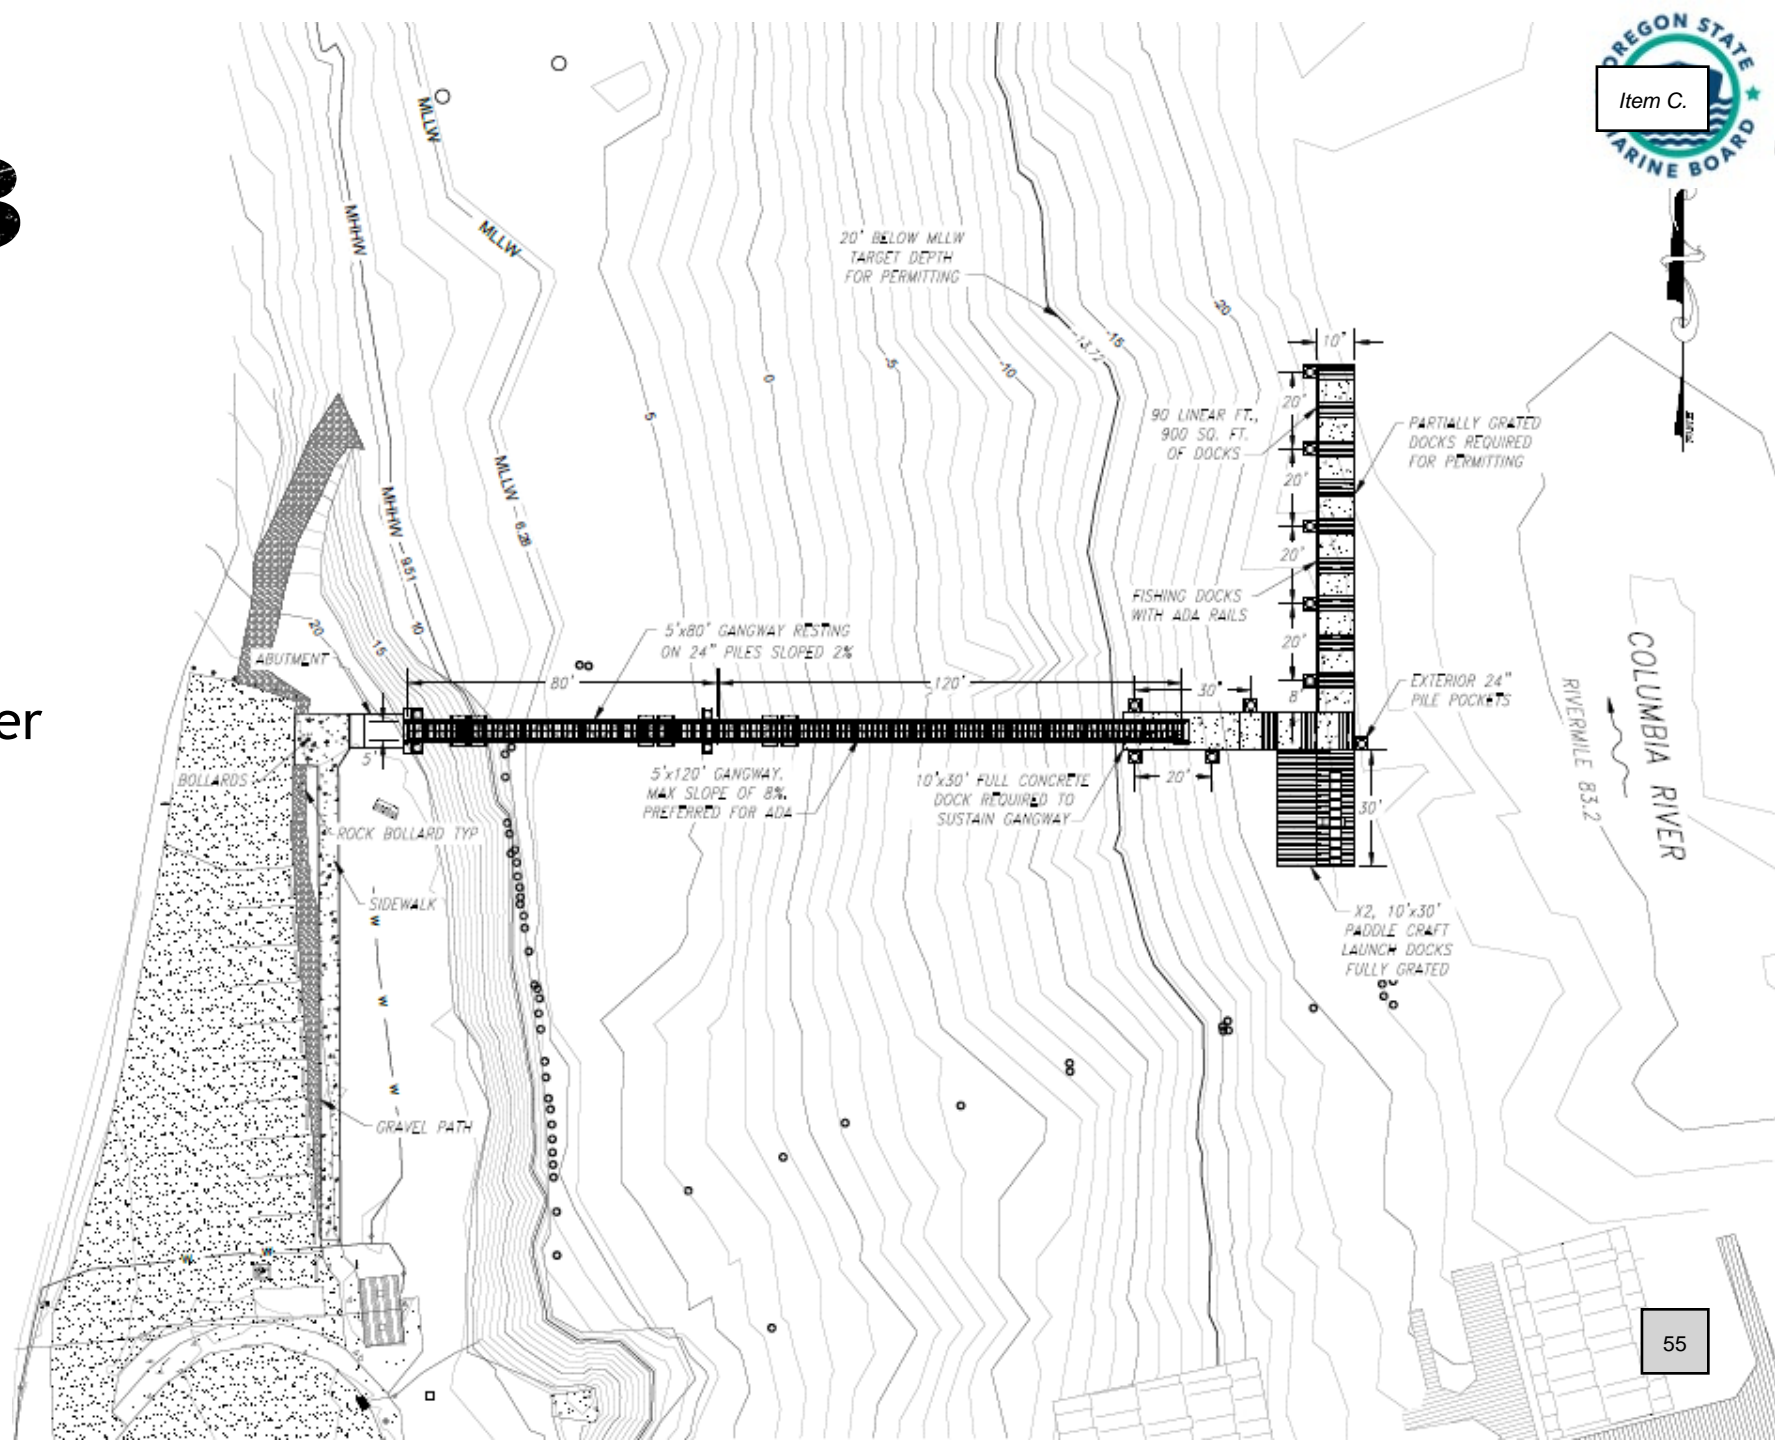 OREGON STATE
MARINE BOARD
Item C.
er
MLLW
MLLW
MHHW
20' BELOW MLLW
TARGET DEPTH
FOR PERMITTING
-13.72
-15
-20
-10
-5
0
5
10'
20'
20'
20'
20'
8'
90 LINEAR FT.,
900 SQ. FT.
OF DOCKS
PARTIALLY GRATED
DOCKS REQUIRED
FOR PERMITTING
MLLW - 6.28
MHHW - 9.51
10
15
20
FISHING DOCKS
WITH ADA RAILS
5'x80' GANGWAY RESTING
ON 24" PILES SLOPED 2%
ABUTMENT
80'
120'
30'
EXTERIOR 24"
PILE POCKETS
COLUMBIA RIVER
RIVERMILE 83.2
5'
BOLLARDS
5'x120' GANGWAY.
MAX SLOPE OF 8%.
PREFERRED FOR ADA
10'x30' FULL CONCRETE
DOCK REQUIRED TO
SUSTAIN GANGWAY
20'
30'
ROCK BOLLARD TYP
SIDEWALK
W
W
W
X2, 10'x30'
PADDLE CRAFT
LAUNCH DOCKS
FULLY GRATED
GRAVEL PATH
W
W
55